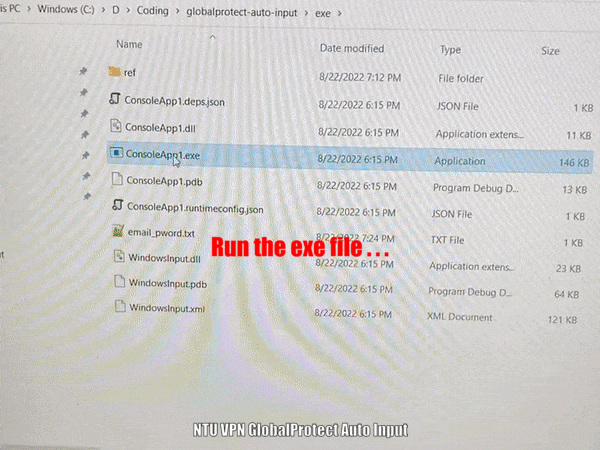 is PC > Windows (C:) > D > Coding > globalprotect-auto-input > exe >
Name Date modified Type Size
ref 8/22/2022 7:12 PM File folder
ConsoleApp1.deps.json 8/22/2022 6:15 PM JSON File 1 KB
ConsoleApp1.dll 8/22/2022 6:15 PM Application extens... 11 KB
ConsoleApp1.exe 8/22/2022 6:15 PM Application 146 KB
ConsoleApp1.pdb 8/22/2022 6:15 PM Program Debug D... 13 KB
ConsoleApp1.runtimeconfig.json 8/22/2022 6:15 PM JSON File 1 KB
email_pword.txt 8/22/2022 7:24 PM TXT File 1 KB
Run the exe file . . .
WindowsInput.dll 8/22/2022 6:15 PM Application extens... 23 KB
WindowsInput.pdb 8/22/2022 6:15 PM Program Debug D... 64 KB
WindowsInput.xml 8/22/2022 6:15 PM XML Document 121 KB
NTU VPN GlobalProtect Auto Input